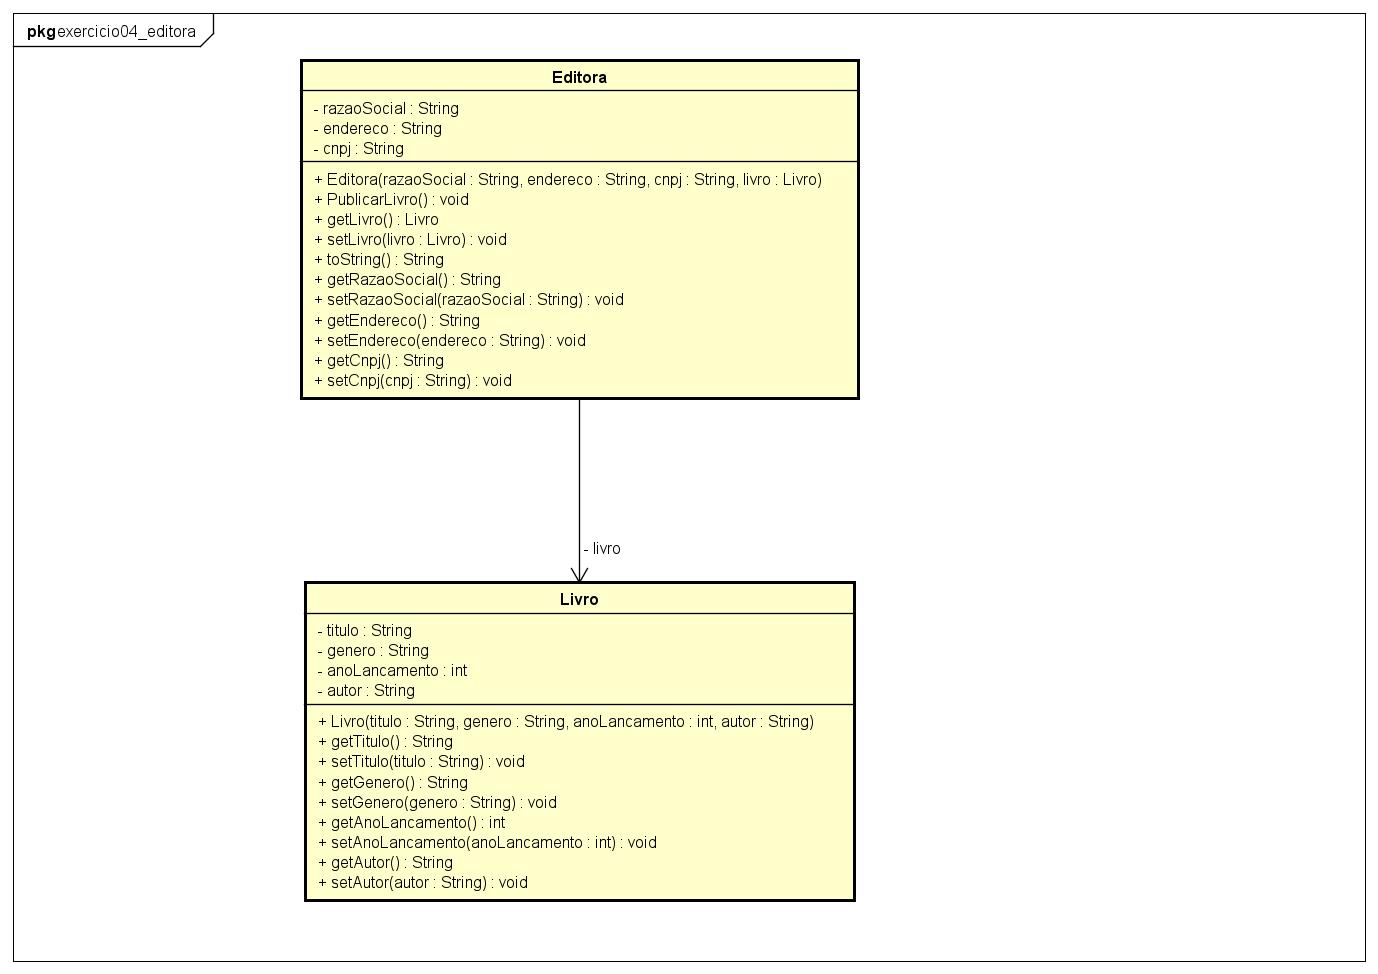 pkg exercicio04_editora
Editora
- razaoSocial : String
- endereco : String
- cnpj : String
+ Editora(razaoSocial : String, endereco : String, cnpj : String, livro : Livro)
+ PublicarLivro() : void
+ getLivro() : Livro
+ setLivro(livro : Livro) : void
+ toString() : String
+ getRazaoSocial() : String
+ setRazaoSocial(razaoSocial : String) : void
+ getEndereco() : String
+ setEndereco(endereco : String) : void
+ getCnpj() : String
+ setCnpj(cnpj : String) : void
- livro
Livro
- titulo : String
- genero : String
- anoLancamento : int
- autor : String
+ Livro(titulo : String, genero : String, anoLancamento : int, autor : String)
+ getTitulo() : String
+ setTitulo(titulo : String) : void
+ getGenero() : String
+ setGenero(genero : String) : void
+ getAnoLancamento() : int
+ setAnoLancamento(anoLancamento : int) : void
+ getAutor() : String
+ setAutor(autor : String) : void